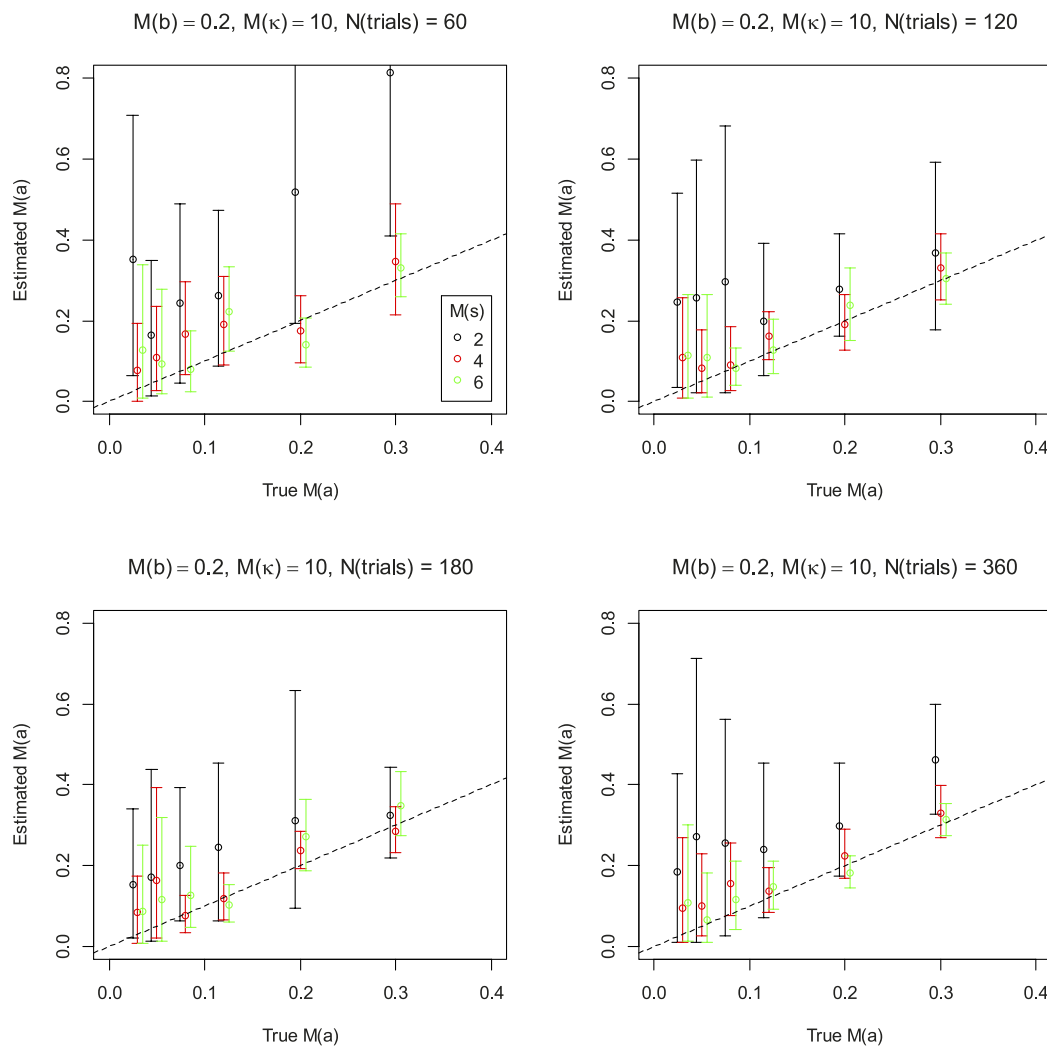 M(b) = 0.2, M(κ) = 10, N(trials) = 60
0.8
0.6
0.4
0.2
0.0
Estimated M(a)
M(s)
2
4
6
0.0 0.1 0.2 0.3 0.4
True M(a)
M(b) = 0.2, M(κ) = 10, N(trials) = 120
0.8
0.6
0.4
0.2
0.0
Estimated M(a)
0.0 0.1 0.2 0.3 0.4
True M(a)
M(b) = 0.2, M(κ) = 10, N(trials) = 180
0.8
0.6
0.4
0.2
0.0
Estimated M(a)
0.0 0.1 0.2 0.3 0.4
True M(a)
M(b) = 0.2, M(κ) = 10, N(trials) = 360
0.8
0.6
0.4
0.2
0.0
Estimated M(a)
0.0 0.1 0.2 0.3 0.4
True M(a)